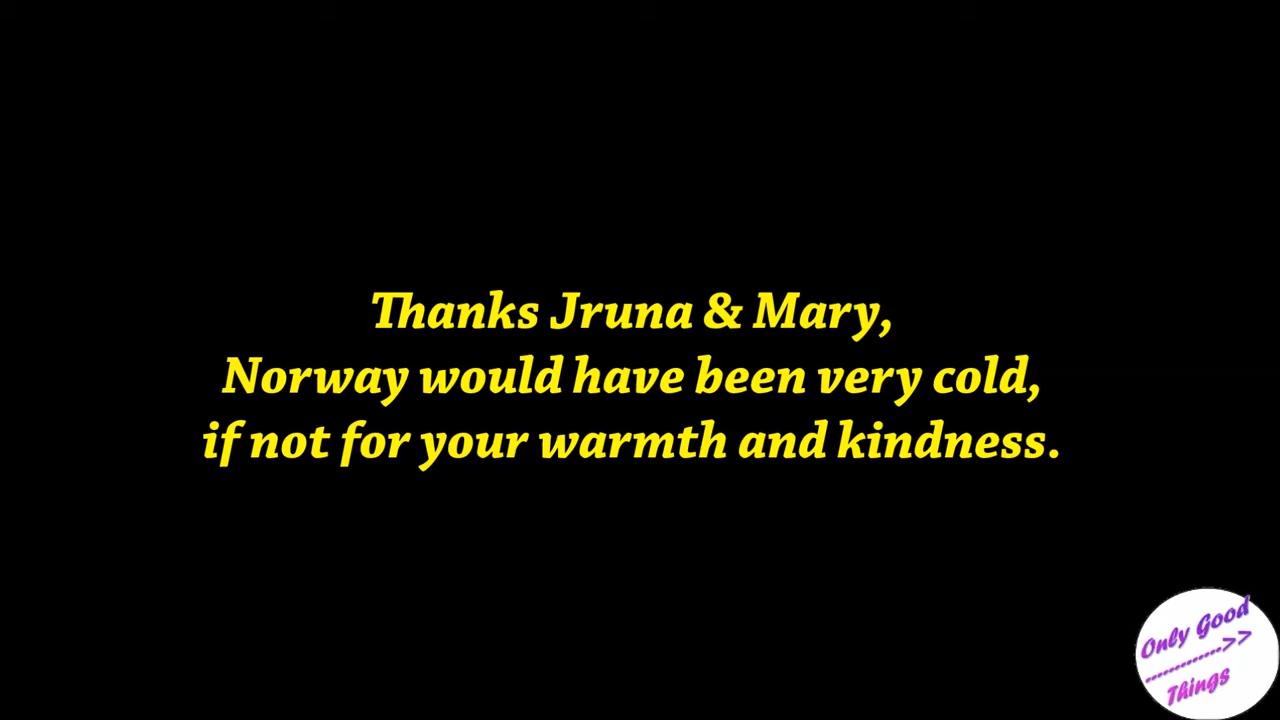 Thanks Jruna & Mary,
Norway would have been very cold,
if not for your warmth and kindness.
Only Good
.............>>
Things